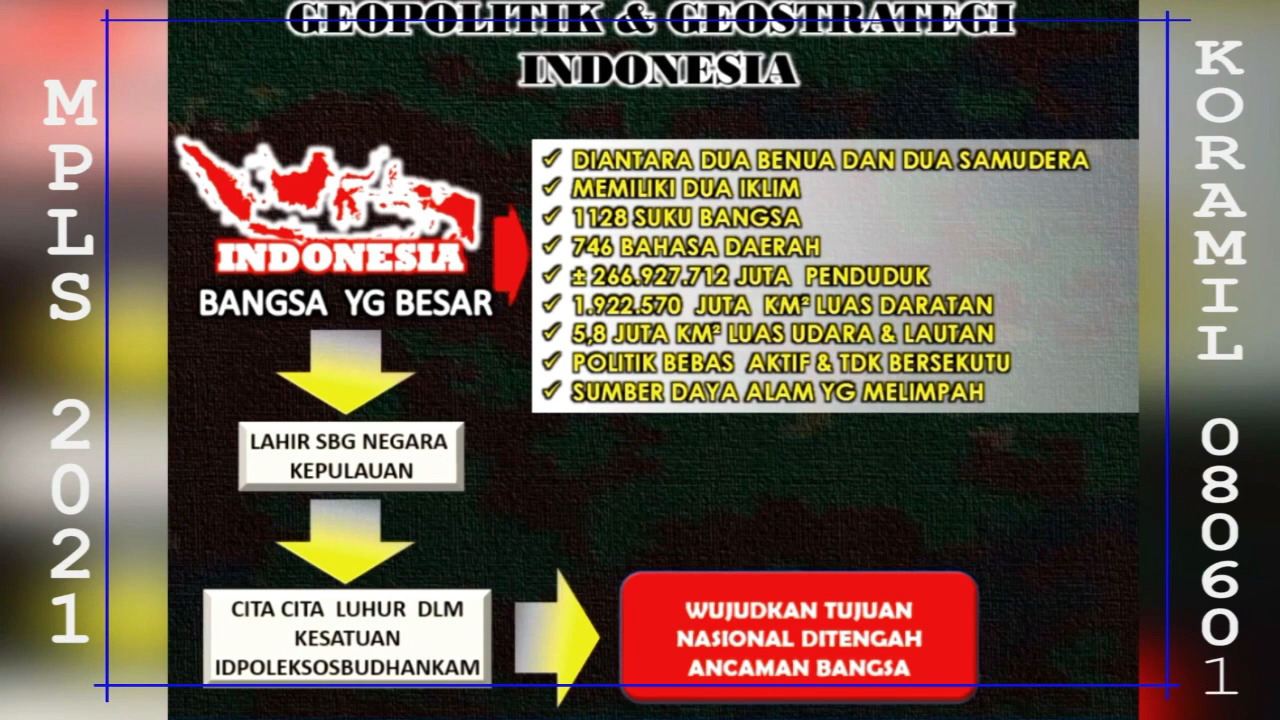 GEOPOLITIK & GEOSTRATEGI
INDONESIA
MPLS 2021
INDONESIA
BANGSA YG BESAR
✓ DIANTARA DUA BENUA DAN DUA SAMUDERA
✓ MEMILIKI DUA IKLIM
✓ 1128 SUKU BANGSA
✓ 746 BAHASA DAERAH
✓ ± 266.927.712 JUTA PENDUDUK
✓ 1.922.570 JUTA KM² LUAS DARATAN
✓ 5,8 JUTA KM² LUAS UDARA & LAUTAN
✓ POLITIK BEBAS AKTIF & TDK BERSEKUTU
✓ SUMBER DAYA ALAM YG MELIMPAH
LAHIR SBG NEGARA
KEPULAUAN
CITA CITA LUHUR DLM
KESATUAN
IDPOLEKSOSBUDHANKAM
WUJUDKAN TUJUAN
NASIONAL DITENGAH
ANCAMAN BANGSA
KORAMIL 080601